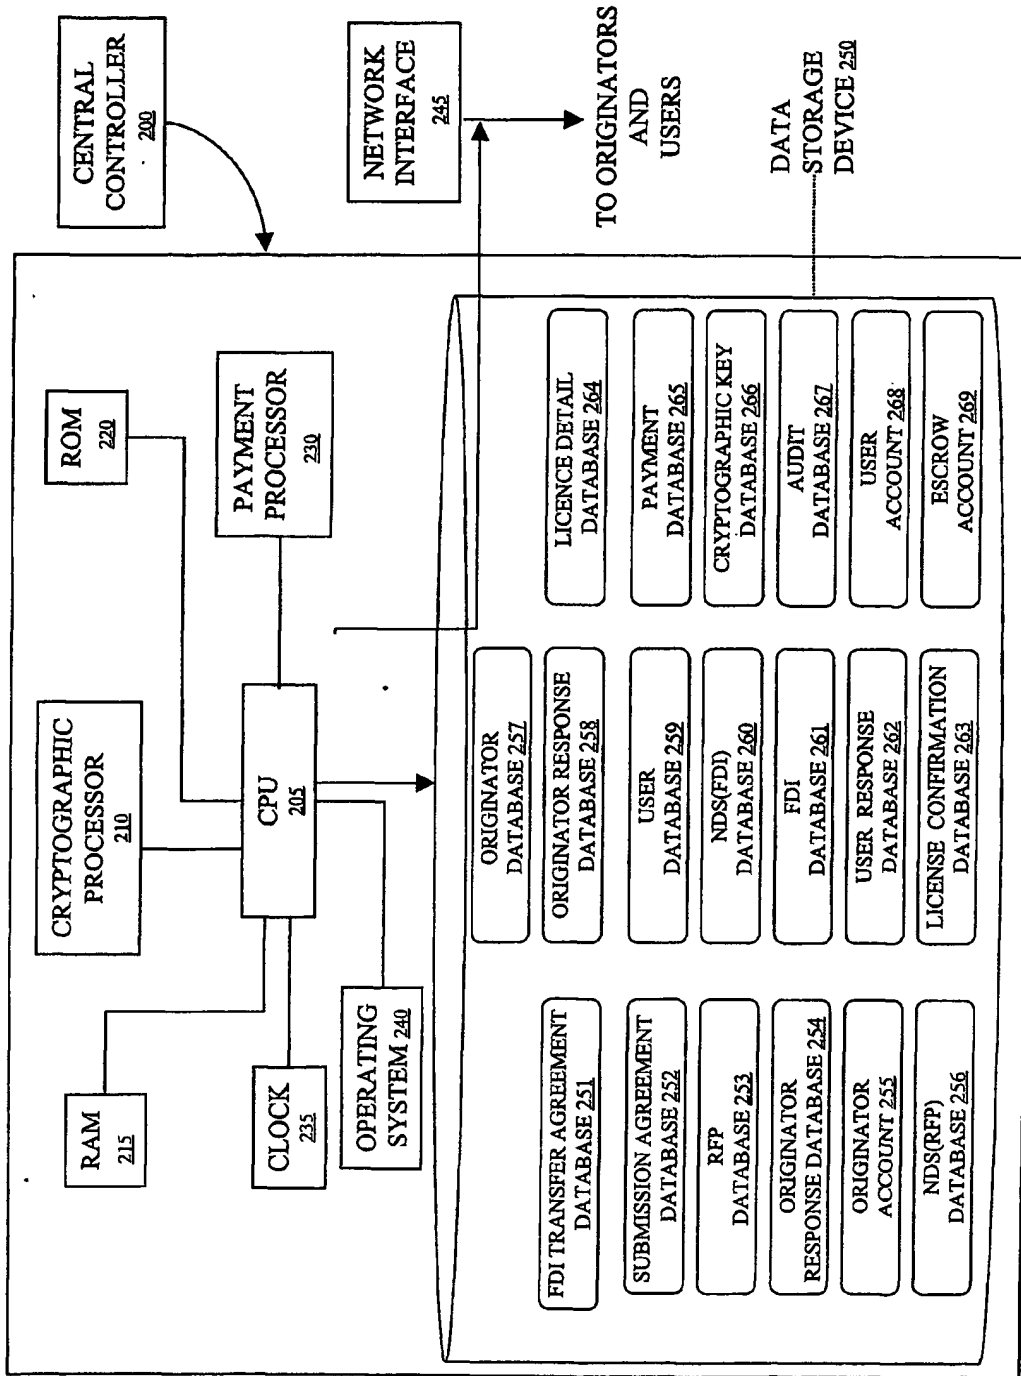 CENTRAL
CONTROLLER
200
NETWORK
INTERFACE
245
TO ORIGINATORS
AND
USERS
DATA
STORAGE
DEVICE 250
ROM
220
PAYMENT
PROCESSOR
230
CRYPTOGRAPHIC
PROCESSOR
210
CPU
205
RAM
215
CLOCK
235
OPERATING
SYSTEM 240
FDI TRANSFER AGREEMENT
DATABASE 251
SUBMISSION AGREEMENT
DATABASE 252
RFP
DATABASE 253
ORIGINATOR
RESPONSE DATABASE 254
ORIGINATOR
ACCOUNT 255
NDS(RFP)
DATABASE 256
ORIGINATOR
DATABASE 257
ORIGINATOR RESPONSE
DATABASE 258
USER
DATABASE 259
NDS(FDI)
DATABASE 260
FDI
DATABASE 261
USER RESPONSE
DATABASE 262
LICENSE CONFIRMATION
DATABASE 263
LICENCE DETAIL
DATABASE 264
PAYMENT
DATABASE 265
CRYPTOGRAPHIC KEY
DATABASE 266
AUDIT
DATABASE 267
USER
ACCOUNT 268
ESCROW
ACCOUNT 269